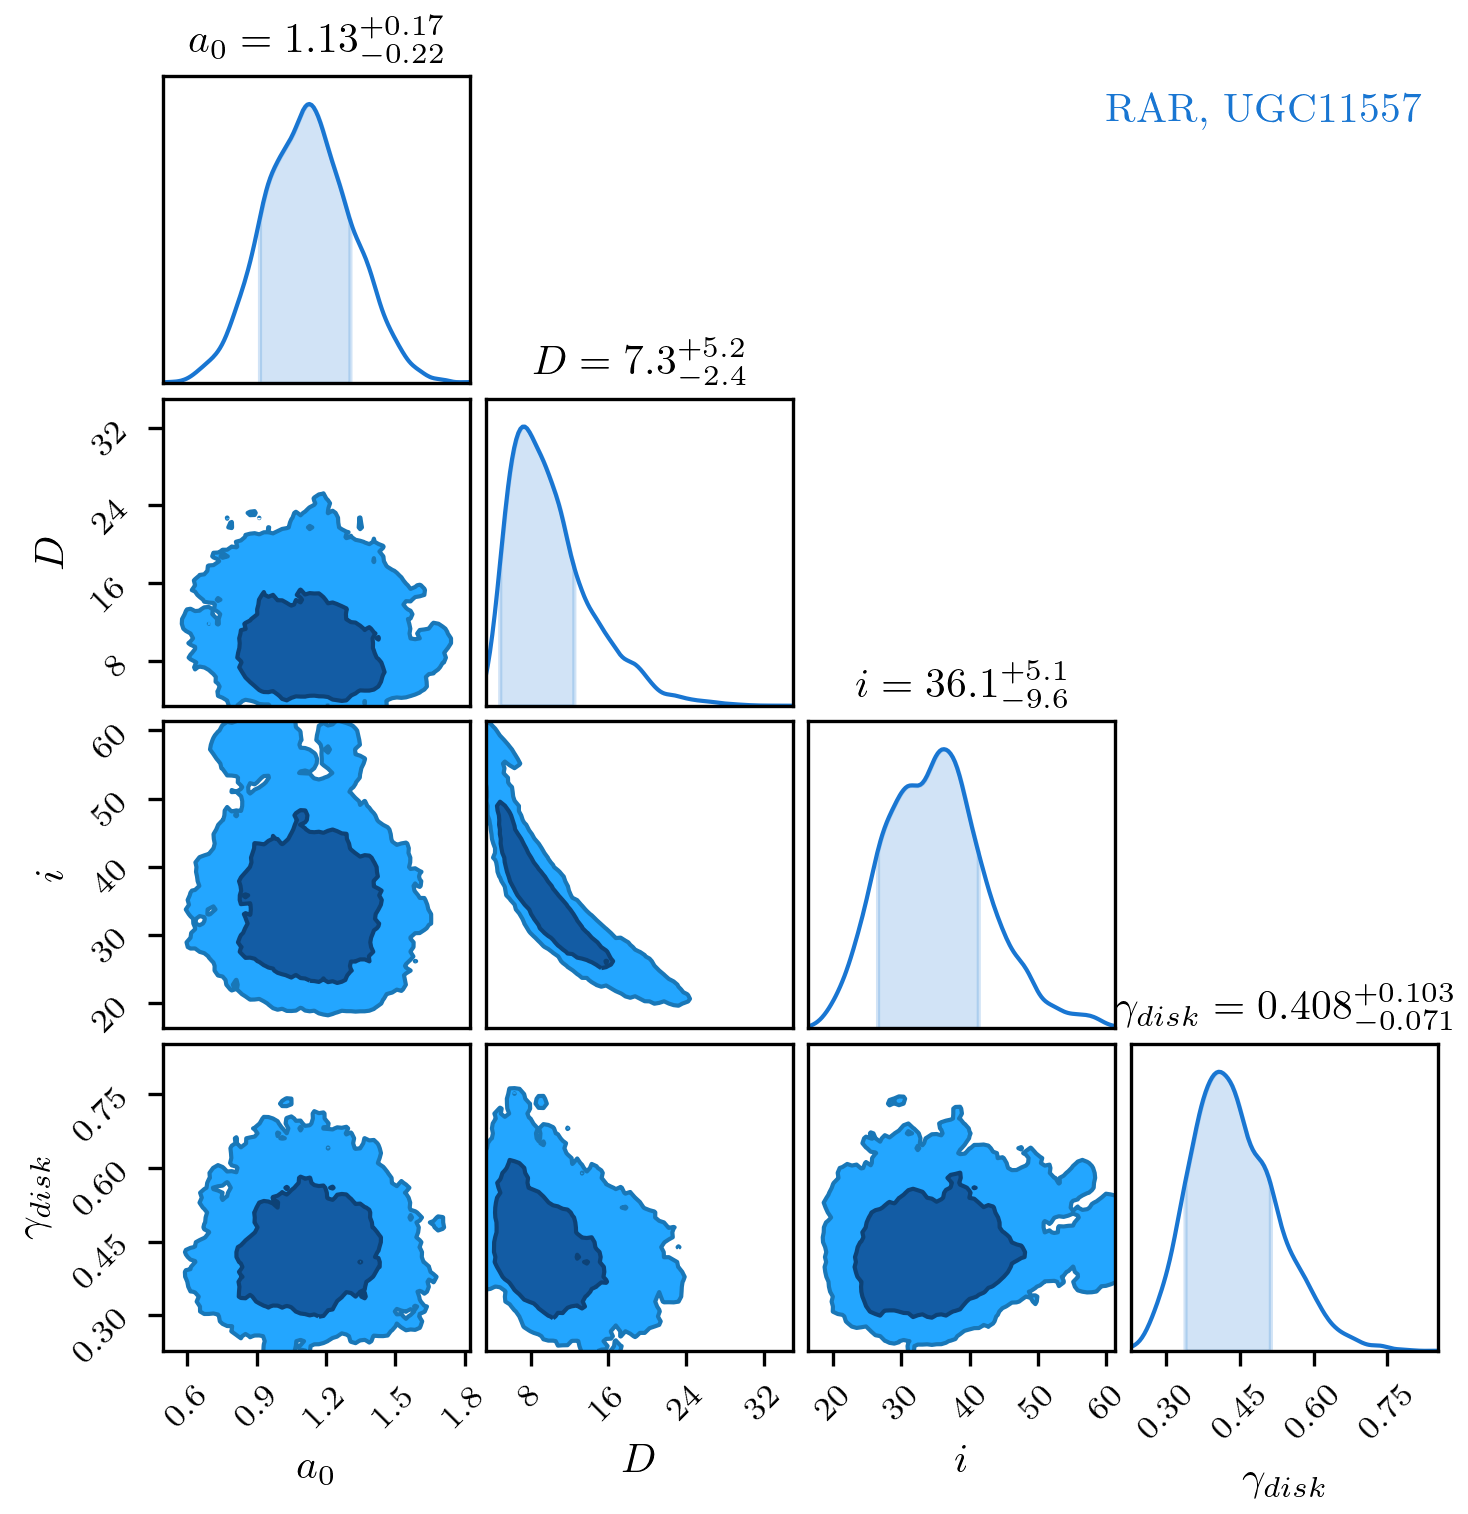 a₀ = 1.13^{+0.17}_{-0.22}
RAR, UGC11557
D = 7.3^{+5.2}_{-2.4}
32
24
16
8
D
i = 36.1^{+5.1}_{-9.6}
60
50
40
30
20
i
γ_{disk} = 0.408^{+0.103}_{-0.071}
0.75
0.60
0.45
0.30
γ_{disk}
0.6 0.9 1.2 1.5 1.8 8 16 24 32 20 30 40 50 60 0.30 0.45 0.60 0.75
a₀ D i γ_{disk}